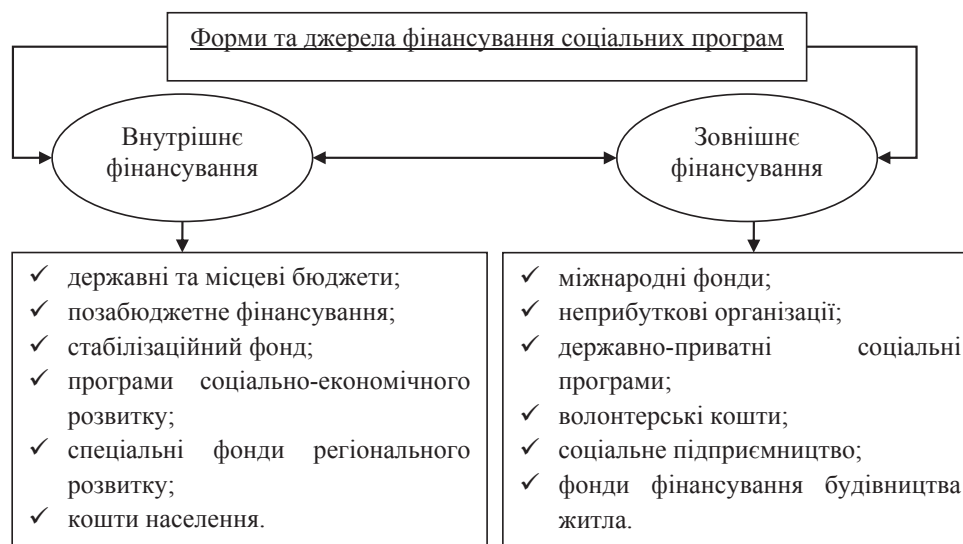 Форми та джерела фінансування соціальних програм
Внутрішнє
фінансування
Зовнішнє
фінансування
✓ державні та місцеві бюджети;
✓ позабюджетне фінансування;
✓ стабілізаційний фонд;
✓ програми соціально-економічного
розвитку;
✓ спеціальні фонди регіонального
розвитку;
✓ кошти населення.
✓ міжнародні фонди;
✓ неприбуткові організації;
✓ державно-приватні соціальні
програми;
✓ волонтерські кошти;
✓ соціальне підприємництво;
✓ фонди фінансування будівництва
житла.